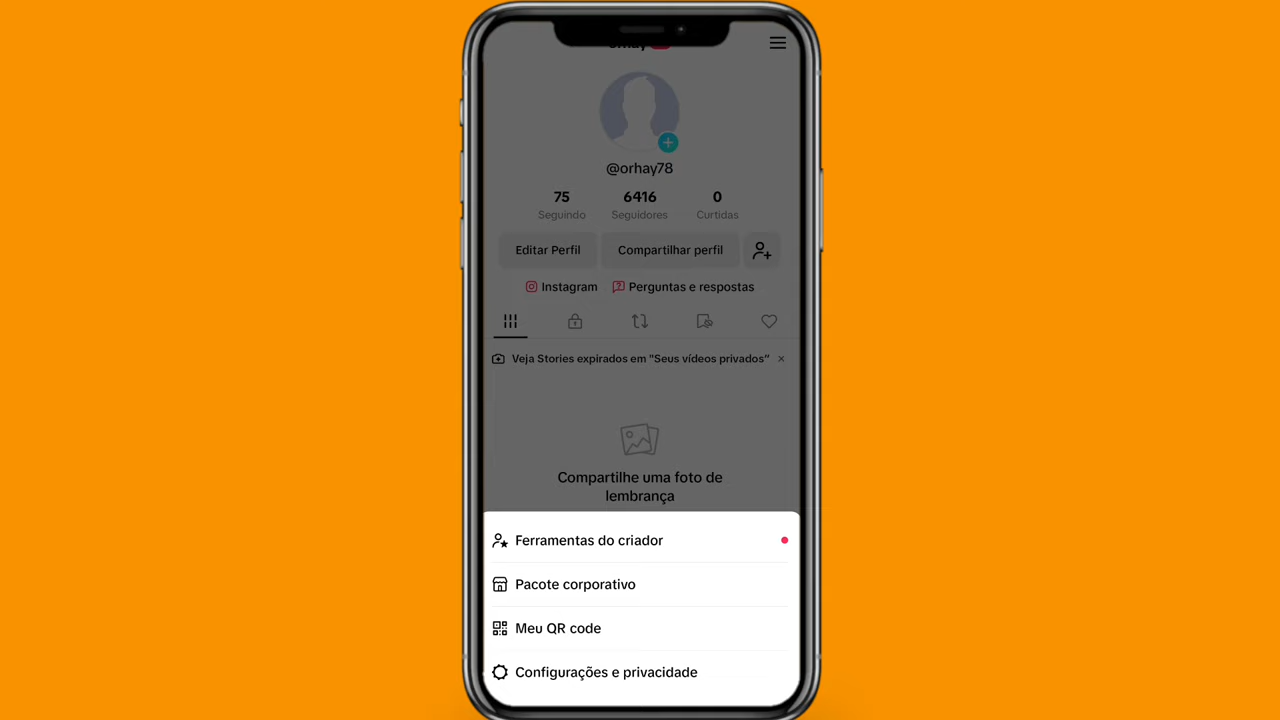 @orhay78
75 6416 0
Seguindo Seguidores Curtidas
Editar Perfil Compartilhar perfil
Instagram Perguntas e respostas
Veja Stories expirados em "Seus vídeos privados"
Compartilhe uma foto de
lembrança
Ferramentas do criador
Pacote corporativo
Meu QR code
Configurações e privacidade